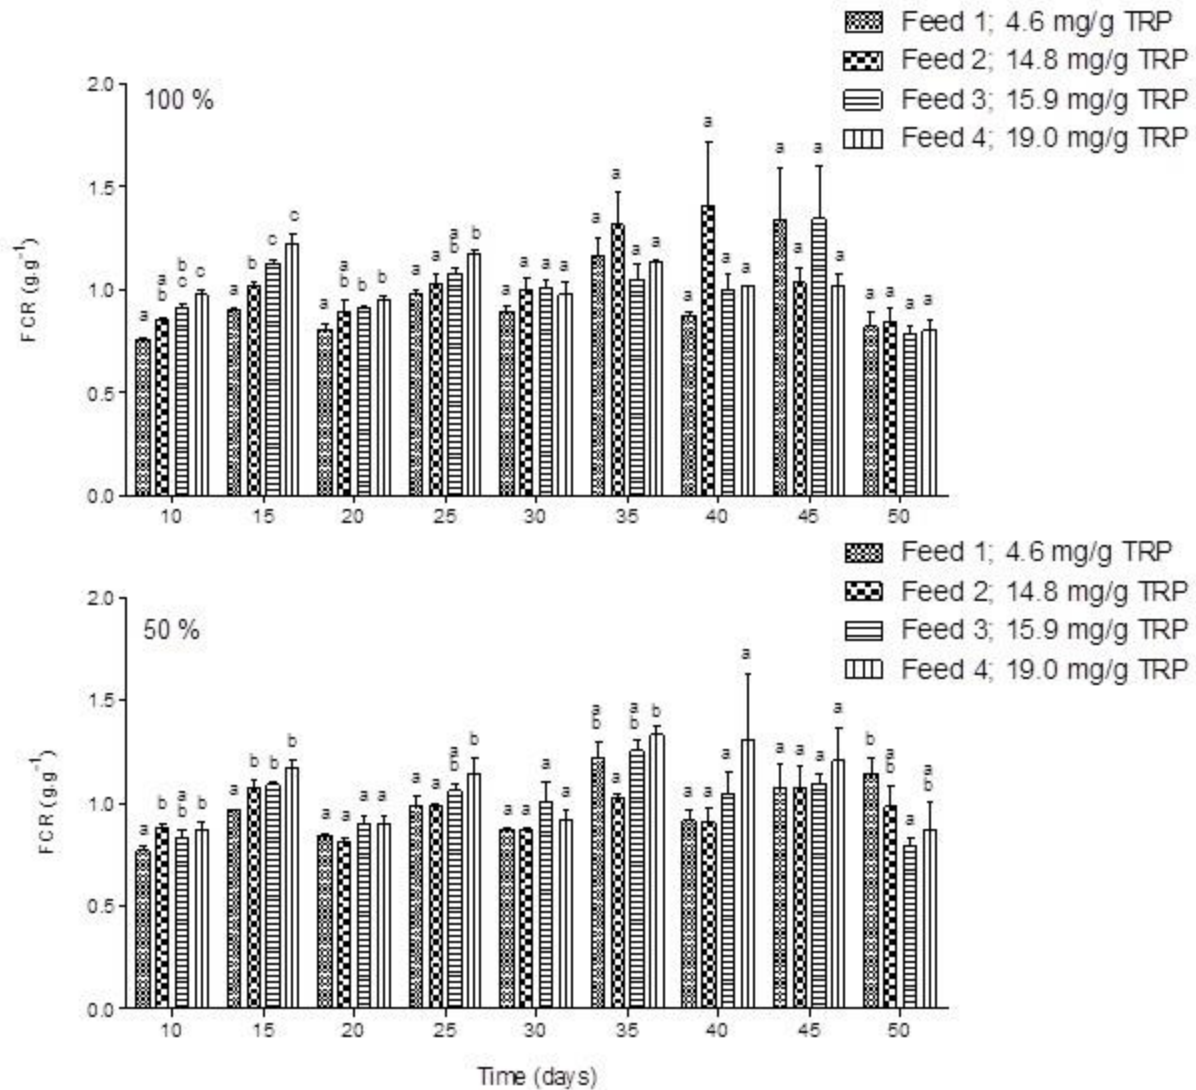 Feed 1; 4.6 mg/g TRP
Feed 2; 14.8 mg/g TRP
Feed 3; 15.9 mg/g TRP
Feed 4; 19.0 mg/g TRP
100 %
FCR (g.g⁻¹)
2.0
1.5
1.0
0.5
0.0
a a b b c c
a b c c
a a b b b
a a a b b
a a a a
a a a a
a a a a
a a a a
a a a a
10 15 20 25 30 35 40 45 50
Feed 1; 4.6 mg/g TRP
Feed 2; 14.8 mg/g TRP
Feed 3; 15.9 mg/g TRP
Feed 4; 19.0 mg/g TRP
50 %
FCR (g.g⁻¹)
2.0
1.5
1.0
0.5
0.0
a b a b b
a b b b
a a a a
a a a b b
a a a a
a b a a b b
a a a a
a a a a
b a b a a b
10 15 20 25 30 35 40 45 50
Time (days)